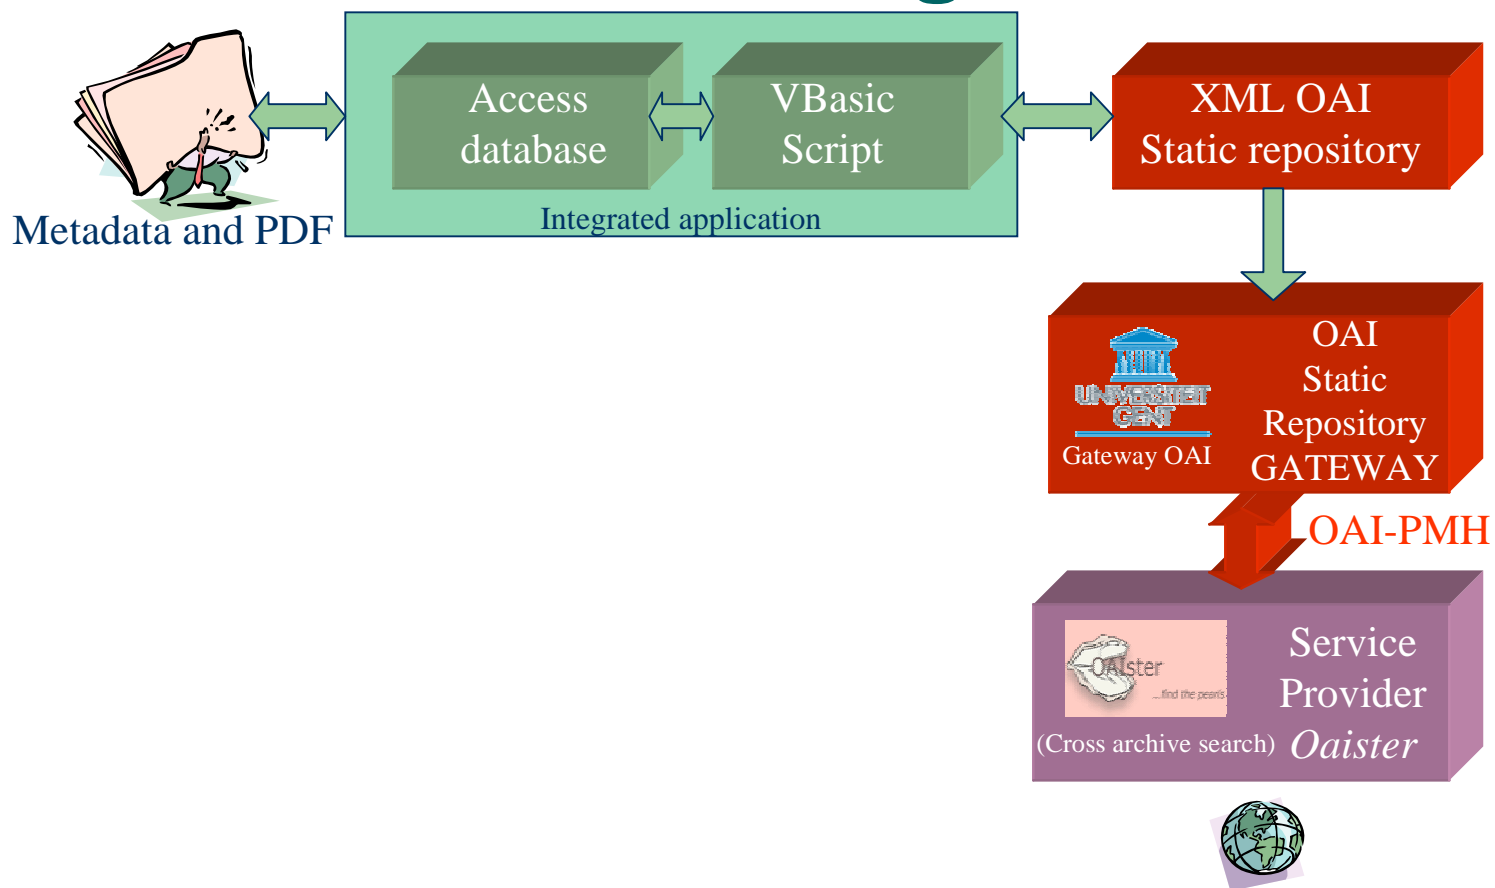 Access
database
VBasic
Script
XML OAI
Static repository
Integrated application
Metadata and PDF
UNIVERSITEIT
GENT
Gateway OAI
OAI
Static
Repository
GATEWAY
OAI-PMH
OAIster
...find the pearls
(Cross archive search)
Service
Provider
Oaister